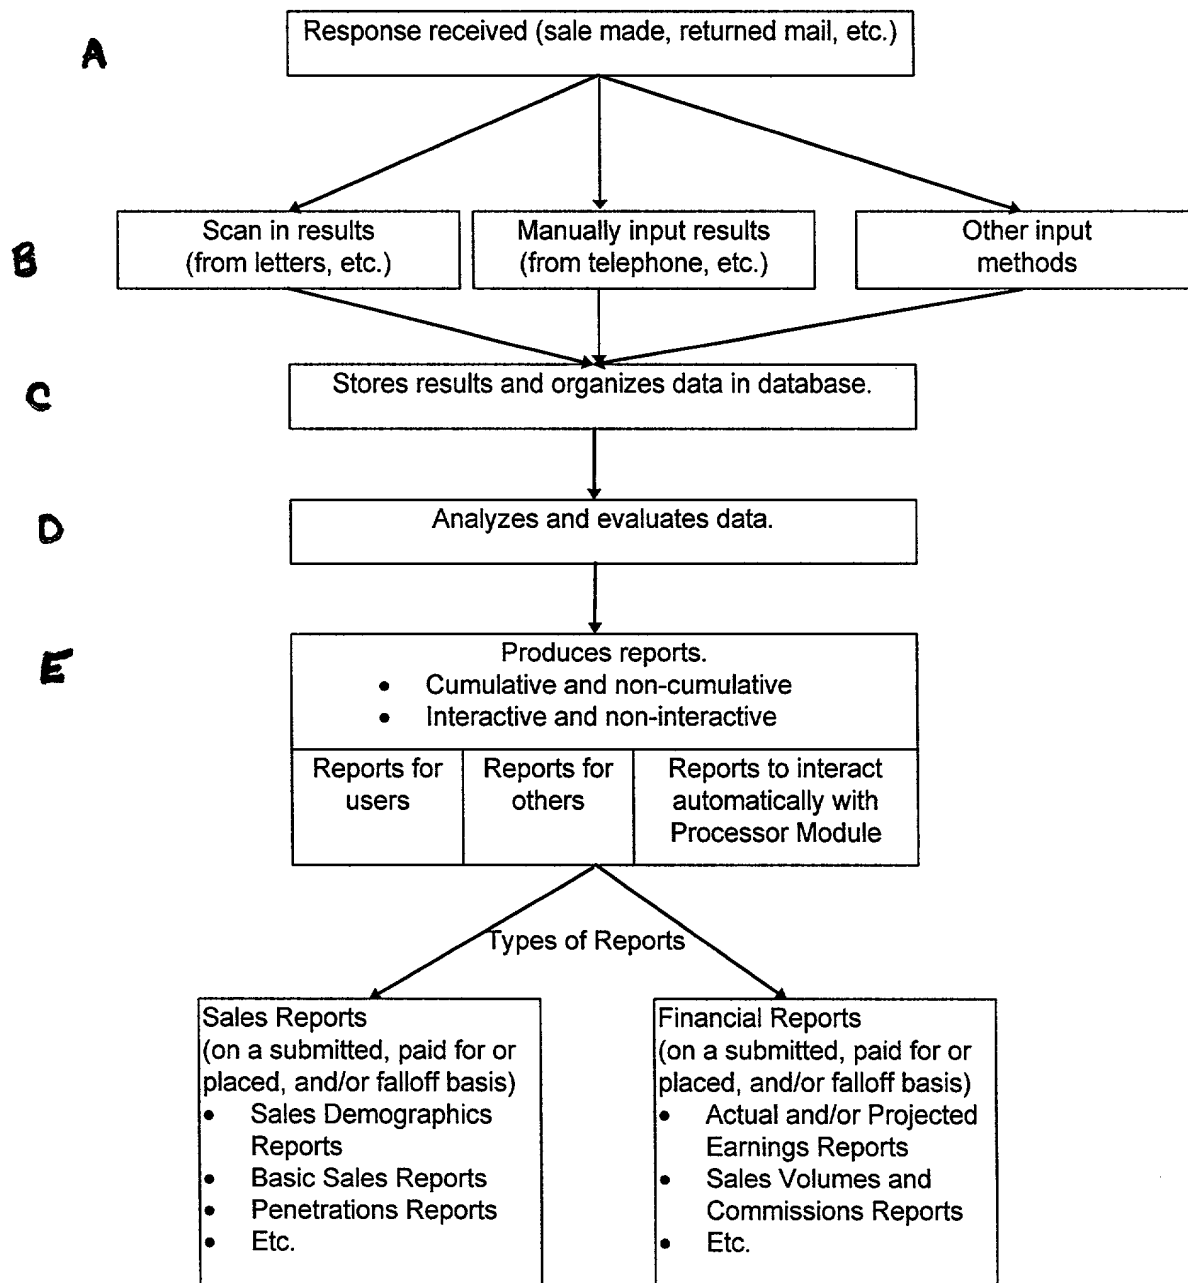 A
Response received (sale made, returned mail, etc.)
B
Scan in results
(from letters, etc.)
Manually input results
(from telephone, etc.)
Other input
methods
C
Stores results and organizes data in database.
D
Analyzes and evaluates data.
E
Produces reports.
• Cumulative and non-cumulative
• Interactive and non-interactive
Reports for
users
Reports for
others
Reports to interact
automatically with
Processor Module
Types of Reports
Sales Reports
(on a submitted, paid for or
placed, and/or falloff basis)
• Sales Demographics
Reports
• Basic Sales Reports
• Penetrations Reports
• Etc.
Financial Reports
(on a submitted, paid for or
placed, and/or falloff basis)
• Actual and/or Projected
Earnings Reports
• Sales Volumes and
Commissions Reports
• Etc.